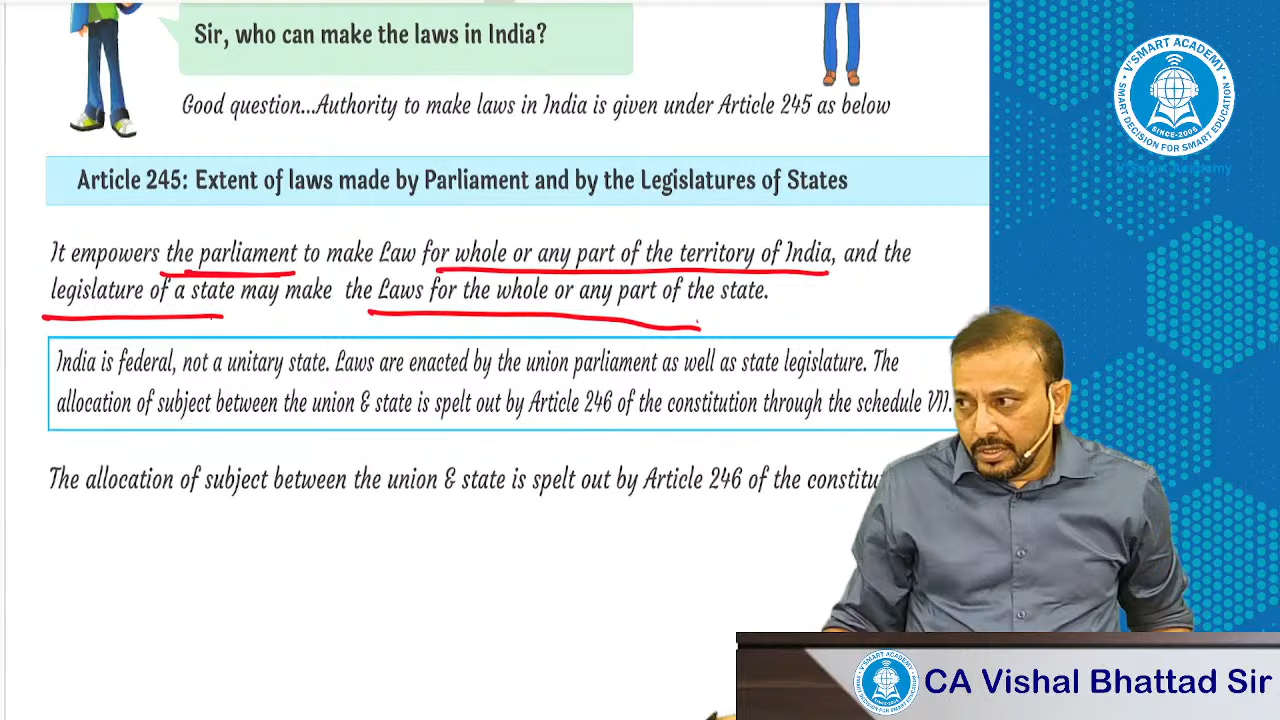 Sir, who can make the laws in India?
Good question...Authority to make laws in India is given under Article 245 as below
Article 245: Extent of laws made by Parliament and by the Legislatures of States
It empowers the parliament to make Law for whole or any part of the territory of India, and the
legislature of a state may make the Laws for the whole or any part of the state.
India is federal, not a unitary state. Laws are enacted by the union parliament as well as state legislature. The
allocation of subject between the union & state is spelt out by Article 246 of the constitution through the schedule VII.
The allocation of subject between the union & state is spelt out by Article 246 of the constitu
V'SMART ACADEMY
SMART DECISION FOR SMART EDUCATION
SINCE-2005
V'Smart Academy
V'SMART ACADEMY
CA Vishal Bhattad Sir